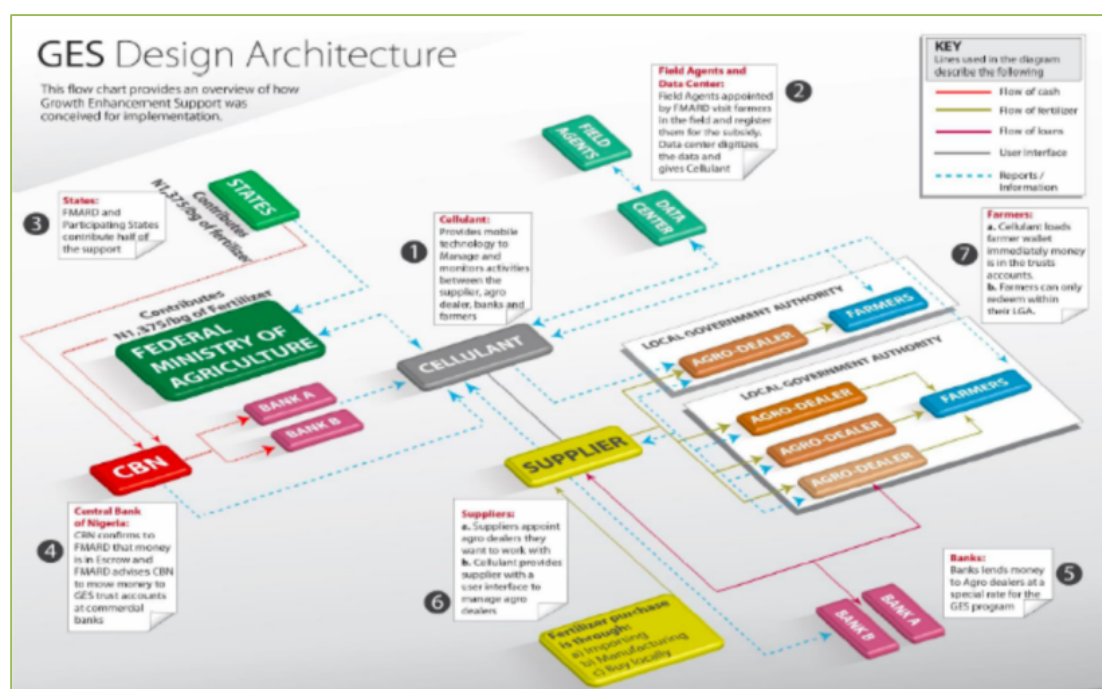 GES Design Architecture
This flow chart provides an overview of how
Growth Enhancement Support was
conceived for implementation.
KEY
Lines used in the diagram
describe the following
Flow of cash
Flow of fertilizer
Flow of loans
User Interface
Reports /
Information
Field Agents and
Data Center:
Field Agents appointed
by FMARD visit farmers
in the field and register
them for the subsidy.
Data center digitizes
the data and
gives Cellulant
2
FIELD
AGENTS
DATA
CENTER
STATES
Contributes
N1,375/bg of fertilizer
3
States:
FMARD and
Participating States
contribute half of
the support
1
Cellulant:
Provides mobile
technology to
Manage and
monitors activities
between the
supplier, agro
dealer, banks and
farmers
7
Farmers:
a. Cellulant loads
farmer wallet
immediately money
is in the trusts
accounts.
b. Farmers can only
redeem within
their LGA.
Contributes
N1,375/bg of Fertilizer
FEDERAL
MINISTRY OF
AGRICULTURE
CELLULANT
LOCAL GOVERNMENT AUTHORITY
AGRO-DEALER
FARMERS
LOCAL GOVERNMENT AUTHORITY
AGRO-DEALER
AGRO-DEALER
AGRO-DEALER
FARMERS
BANK A
BANK B
CBN
SUPPLIER
4
Central Bank
of Nigeria:
CBN confirms to
FMARD that money
is in Escrow and
FMARD advises CBN
to move money to
GES trust accounts
at commercial
banks
6
Suppliers:
a. Suppliers appoint
agro dealers they
want to work with
b. Cellulant provides
supplier with a
user interface to
manage agro
dealers
Fertilizer purchase
is through:
a) Importing
b) Manufacturing
c) Buy locally
5
Banks:
Banks lends money
to Agro dealers at a
special rate for the
GES program
BANK B
BANK A